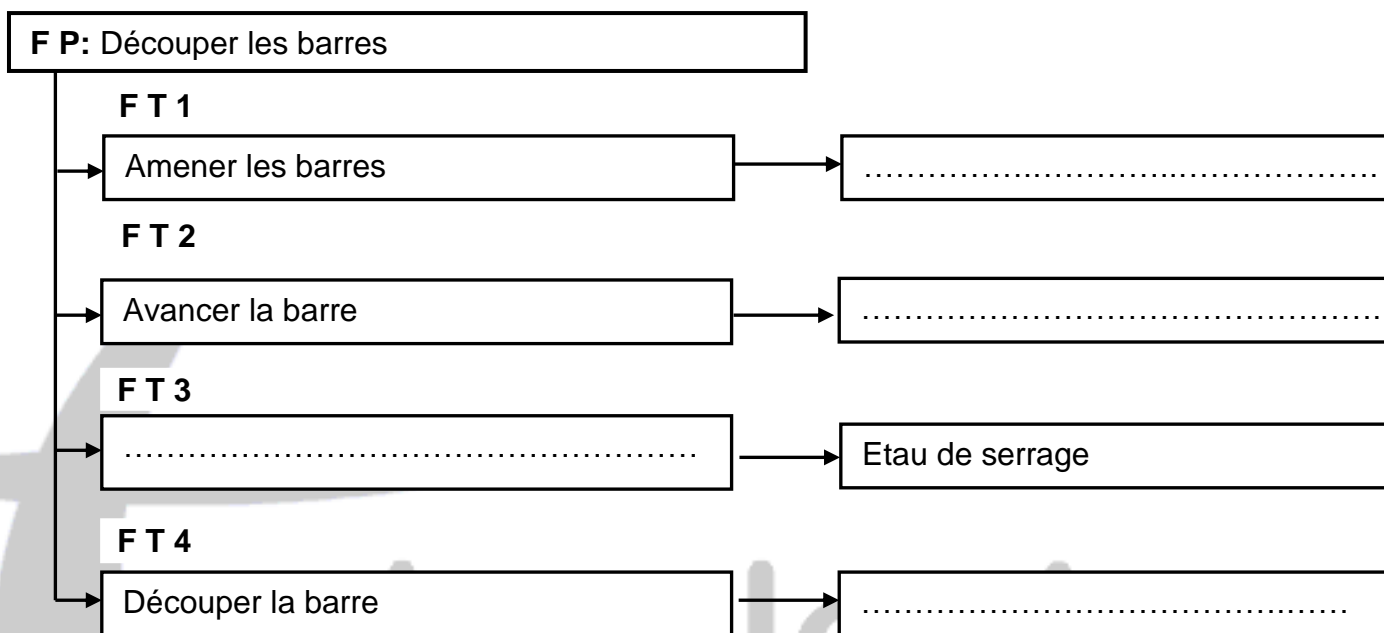 F P: Découper les barres
F T 1
Amener les barres
……………..…………..……………….
F T 2
Avancer la barre
………………………………………….
F T 3
………………………………………………
Etau de serrage
F T 4
Découper la barre
………………………………….……